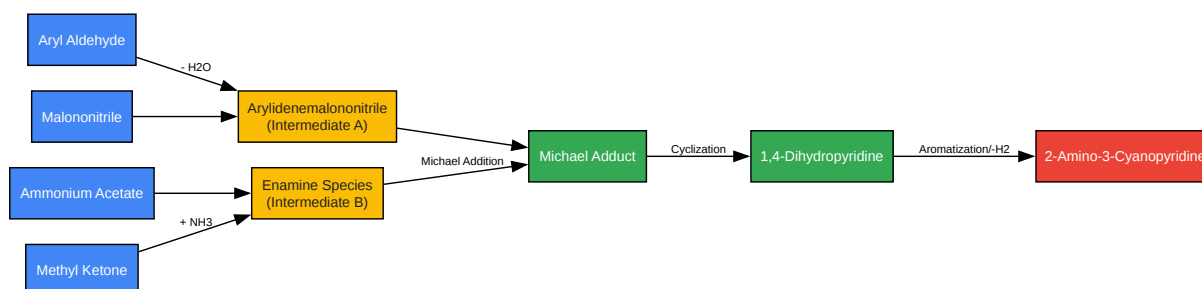 Aryl Aldehyde
- H2O
Malononitrile
Arylidenemalononitrile
(Intermediate A)
Ammonium Acetate
+ NH3
Methyl Ketone
Enamine Species
(Intermediate B)
Michael Addition
Michael Adduct
Cyclization
1,4-Dihydropyridine
Aromatization/-H2
2-Amino-3-Cyanopyridine